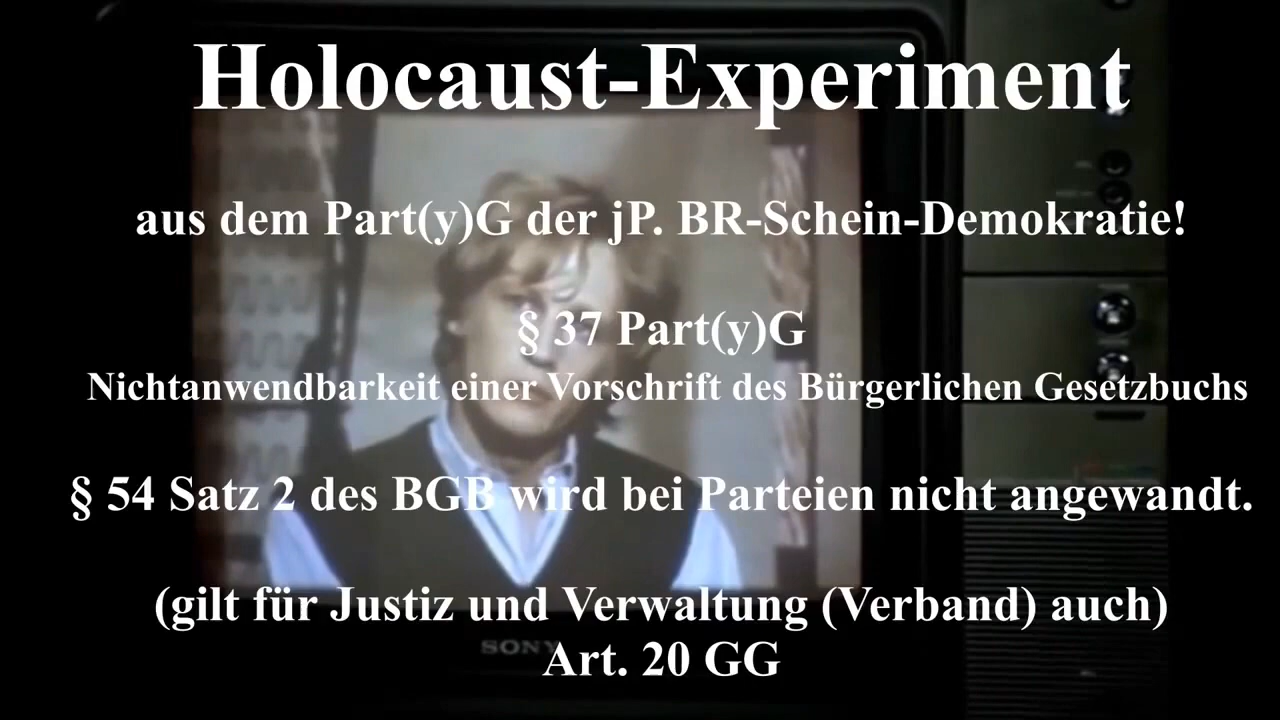 Holocaust-Experiment
aus dem Part(y)G der jP. BR-Schein-Demokratie!
§ 37 Part(y)G
Nichtanwendbarkeit einer Vorschrift des Bürgerlichen Gesetzbuchs
§ 54 Satz 2 des BGB wird bei Parteien nicht angewandt.
(gilt für Justiz und Verwaltung (Verband) auch)
SONY
Art. 20 GG